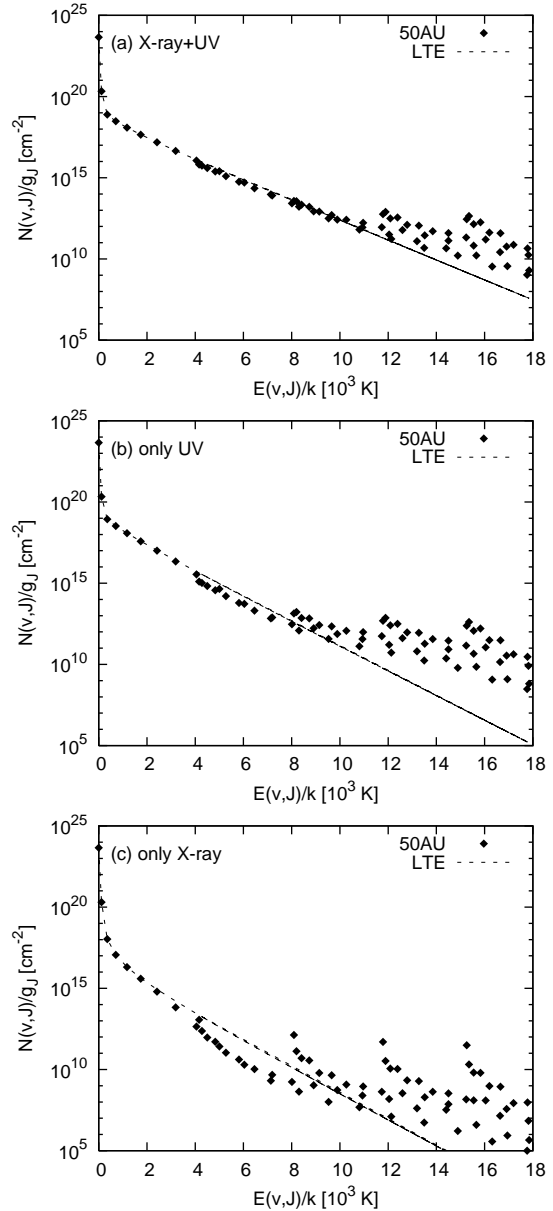 (a) X-ray+UV
50AU
LTE
N(v,J)/g_J [cm^-2]
10^25
10^20
10^15
10^10
10^5
0 2 4 6 8 10 12 14 16 18
E(v,J)/k [10^3 K]
(b) only UV
50AU
LTE
N(v,J)/g_J [cm^-2]
10^25
10^20
10^15
10^10
10^5
0 2 4 6 8 10 12 14 16 18
E(v,J)/k [10^3 K]
(c) only X-ray
50AU
LTE
N(v,J)/g_J [cm^-2]
10^25
10^20
10^15
10^10
10^5
0 2 4 6 8 10 12 14 16 18
E(v,J)/k [10^3 K]